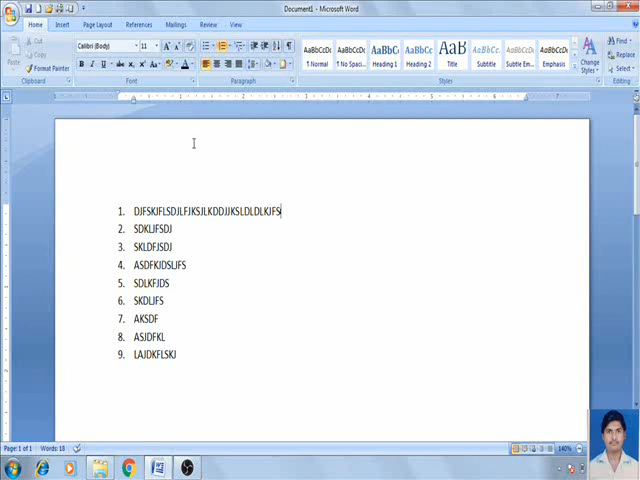 Document1 - Microsoft Word
Home Insert Page Layout References Mailings Review View
Cut
Copy
Format Painter
Paste
Clipboard
Calibri (Body) 11
Font
Paragraph
AaBbCcDc AaBbCcDc AaBbCc AaBbCc AaB AaBbCc. AaBbCcDc AaBbCcDc
¶ Normal ¶ No Spaci... Heading 1 Heading 2 Title Subtitle Subtle Em... Emphasis
Styles
Change
Styles
Find
Replace
Select
Editing
1. DJFSKJFLSDJLFJKSJLKDDJJKSLDLDLKJFS
2. SDKLJFSDJ
3. SKLDFJSDJ
4. ASDFKJDSLJFS
5. SDLKFJDS
6. SKDLJFS
7. AKSDF
8. ASJDFKL
9. LAJDKFLSKJ
Page: 1 of 1 Words: 18
140%